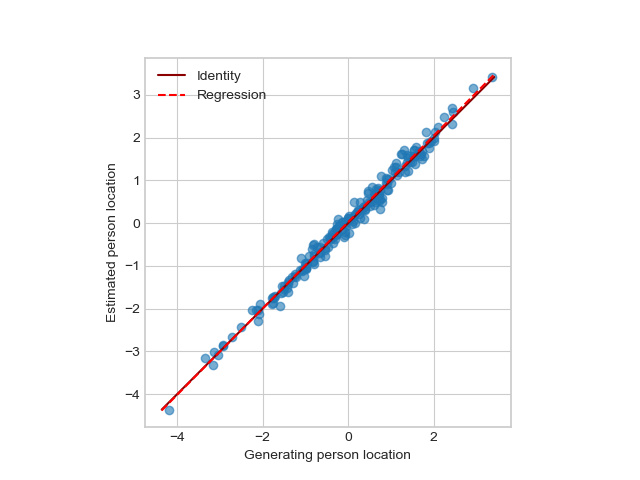 Identity
Regression
3
2
1
0
−1
−2
−3
−4
Estimated person location
−4 −2 0 2
Generating person location